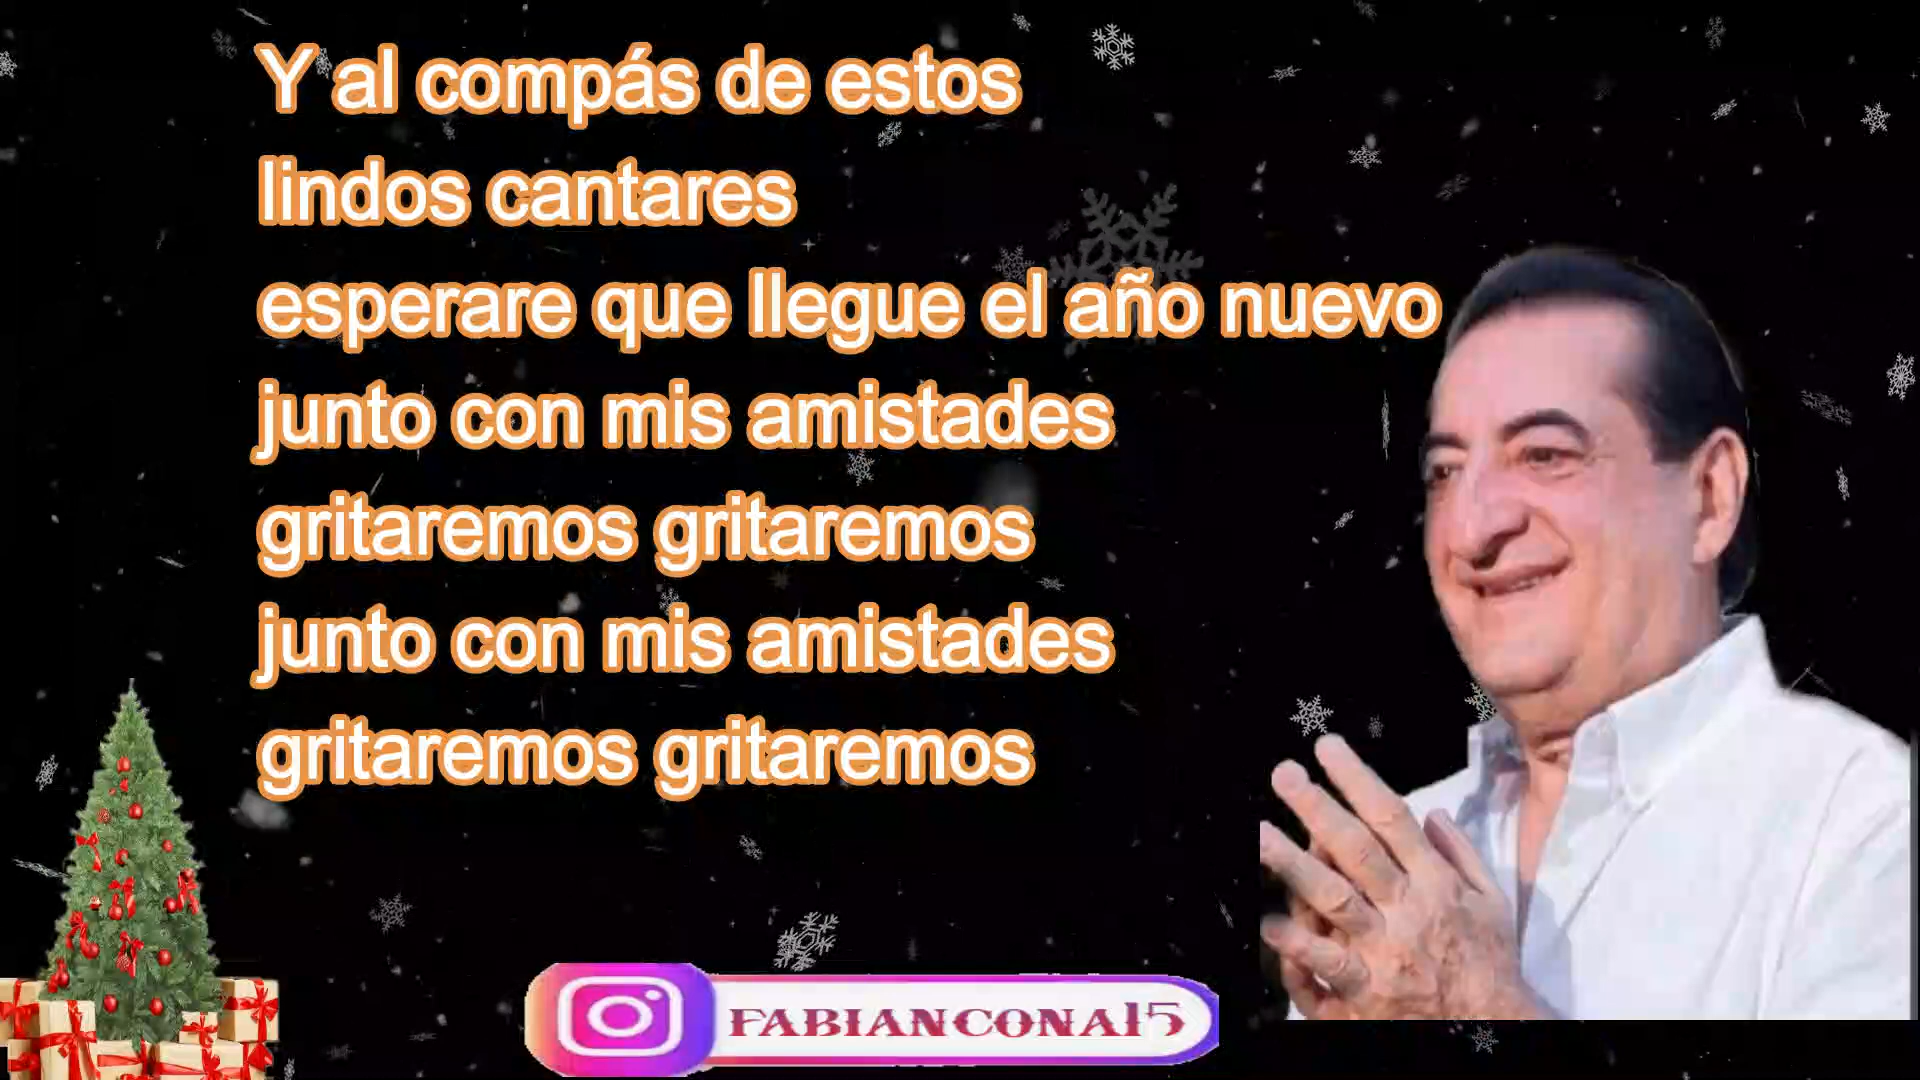 Y al compás de estos
lindos cantares
esperare que llegue el año nuevo
junto con mis amistades
gritaremos gritaremos
junto con mis amistades
gritaremos gritaremos
FABIANCONA15